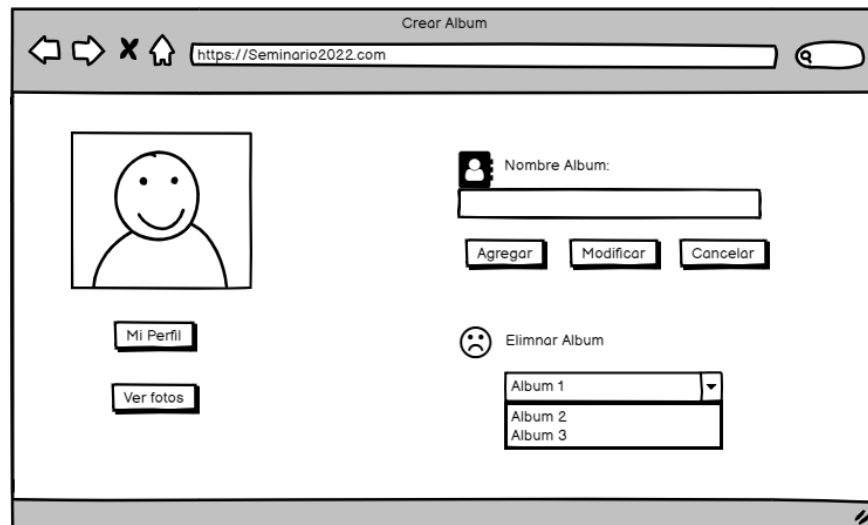 Crear Album
https://Seminario2022.com
Nombre Album:
Agregar
Modificar
Cancelar
Mi Perfil
Ver fotos
Elimnar Album
Album 1
Album 2
Album 3